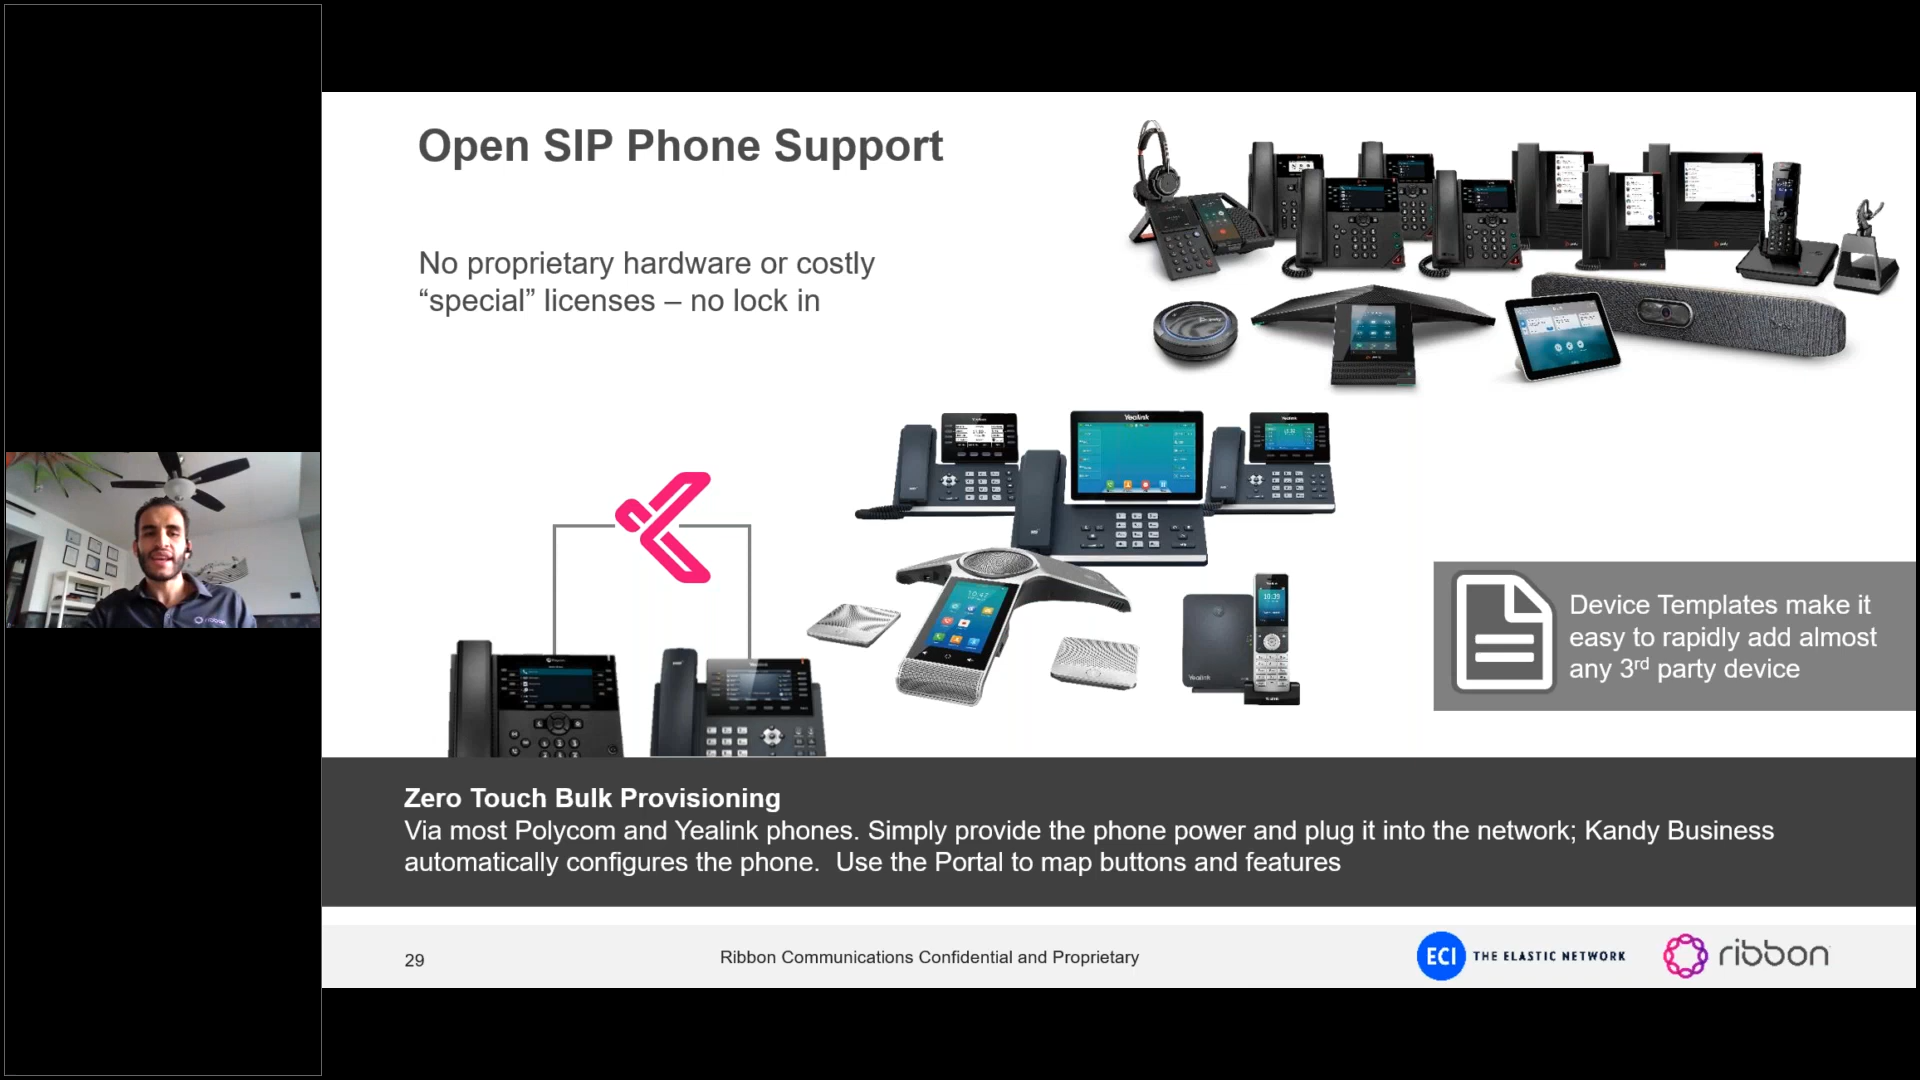 Open SIP Phone Support
No proprietary hardware or costly
“special” licenses – no lock in
Yealink
Yealink
ribbon
Device Templates make it
easy to rapidly add almost
any 3rd party device
Zero Touch Bulk Provisioning
Via most Polycom and Yealink phones. Simply provide the phone power and plug it into the network; Kandy Business
automatically configures the phone.  Use the Portal to map buttons and features
29
Ribbon Communications Confidential and Proprietary
ECI THE ELASTIC NETWORK
ribbon